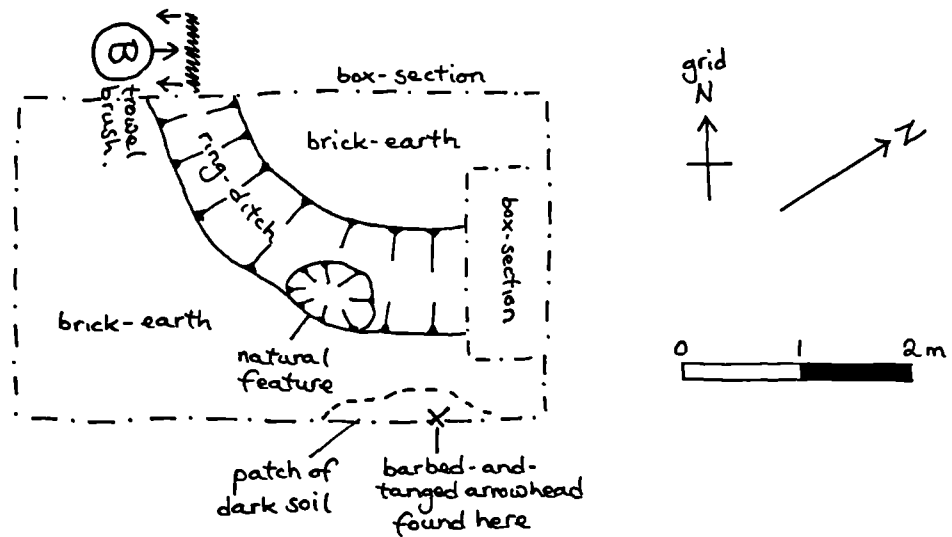 B
trowel
brush.
box-section
brick-earth
ring-ditch
box-section
brick-earth
natural
feature
patch of
dark soil
barbed-and-
tanged arrowhead
found here
grid
N
N
0 1 2 m